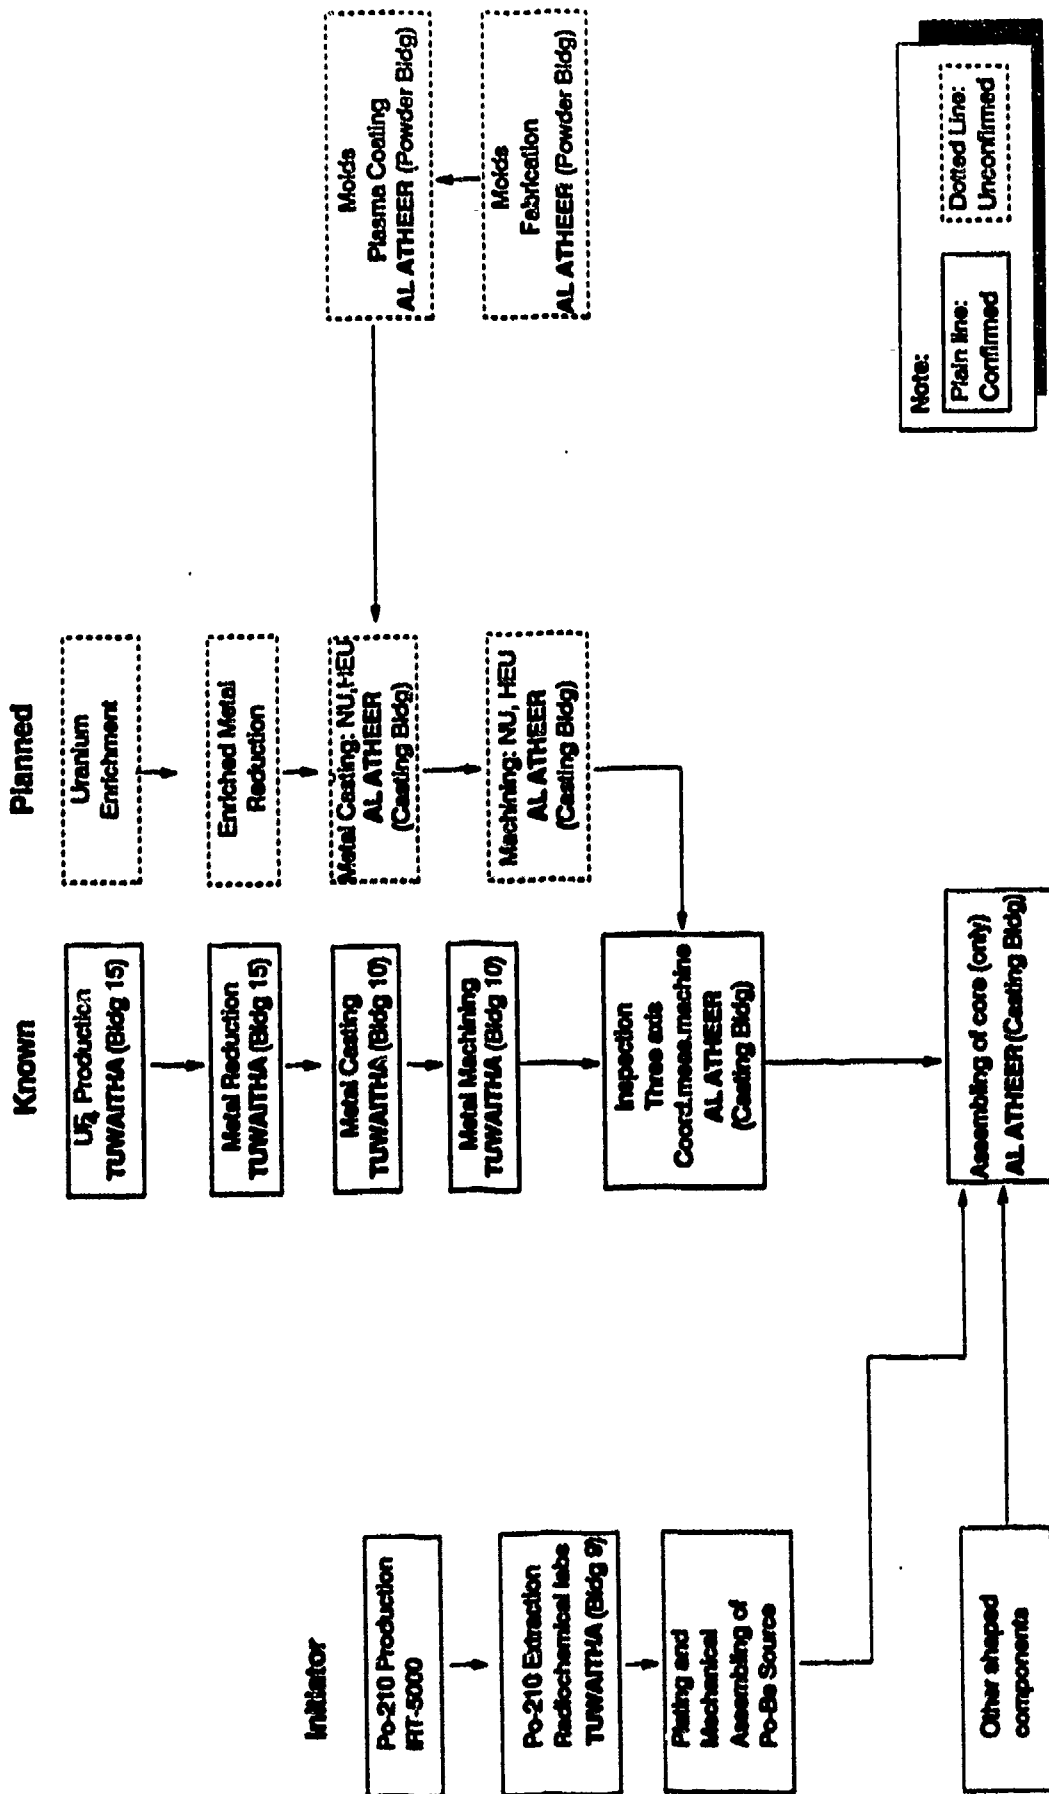 Initiator
Po-210 Production
IRT-5000
Po-210 Extraction
Radiochemical labs
TUWAITHA (Bldg 9)
Plating and
Mechanical
Assembling of
Po-Be Source
Other shaped
components
Known
UF4 Production
TUWAITHA (Bldg 15)
Metal Reduction
TUWAITHA (Bldg 15)
Metal Casting
TUWAITHA (Bldg 10)
Metal Machining
TUWAITHA (Bldg 10)
Inspection
Three axis
Coord.meas.machine
AL ATHEER
(Casting Bldg)
Assembling of core (only)
AL ATHEER (Casting Bldg)
Planned
Uranium
Enrichment
Enriched Metal
Reduction
Metal Casting: NU,HEU
AL ATHEER
(Casting Bldg)
Machining: NU, HEU
AL ATHEER
(Casting Bldg)
Molds
Plasma Coating
AL ATHEER (Powder Bldg)
Molds
Fabrication
AL ATHEER (Powder Bldg)
Note:
Plain line:
Confirmed
Dotted Line:
Unconfirmed